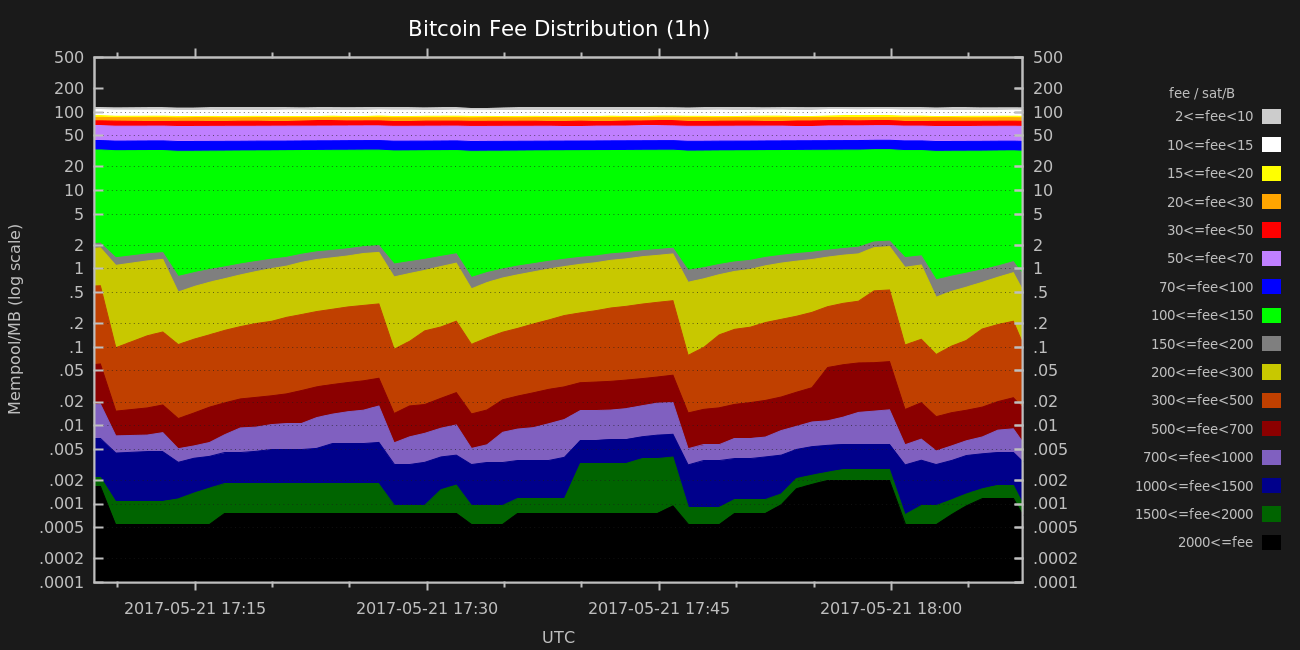 Bitcoin Fee Distribution (1h)
Mempool/MB (log scale)
500
200
100
50
20
10
5
2
1
.5
.2
.1
.05
.02
.01
.005
.002
.001
.0005
.0002
.0001
500
200
100
50
20
10
5
2
1
.5
.2
.1
.05
.02
.01
.005
.002
.001
.0005
.0002
.0001
fee / sat/B
2<=fee<10
10<=fee<15
15<=fee<20
20<=fee<30
30<=fee<50
50<=fee<70
70<=fee<100
100<=fee<150
150<=fee<200
200<=fee<300
300<=fee<500
500<=fee<700
700<=fee<1000
1000<=fee<1500
1500<=fee<2000
2000<=fee
2017-05-21 17:15
2017-05-21 17:30
2017-05-21 17:45
2017-05-21 18:00
UTC